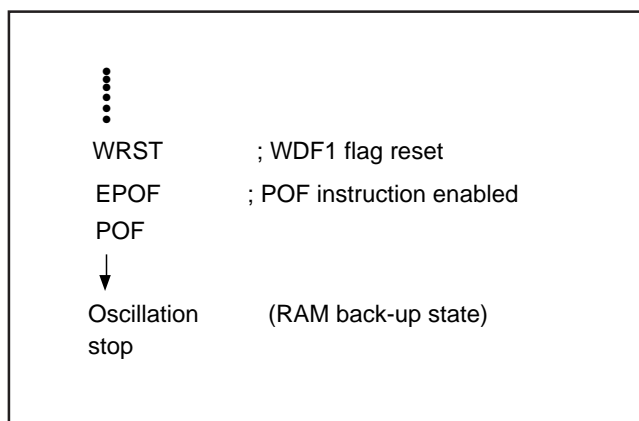 WRST ; WDF1 flag reset
EPOF ; POF instruction enabled
POF
Oscillation (RAM back-up state)
stop